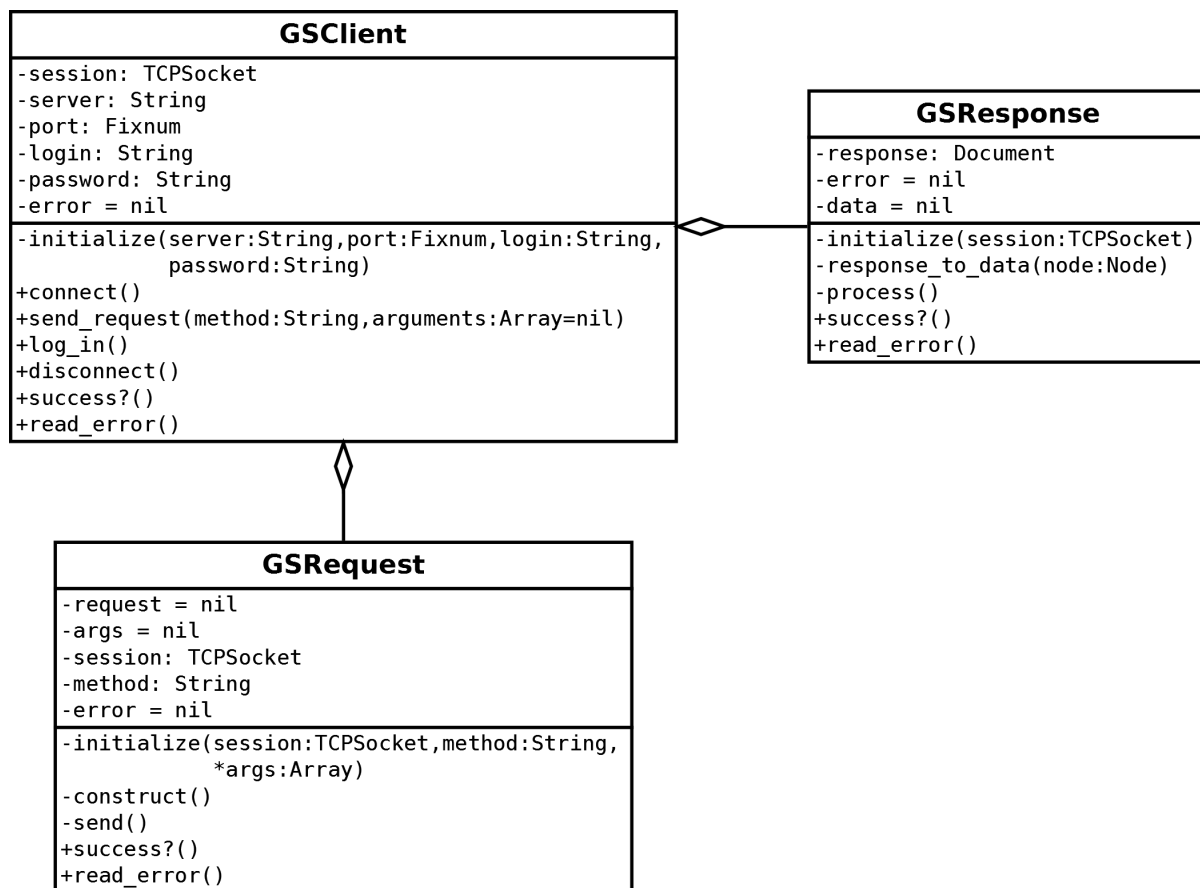 GSClient
-session: TCPSocket
-server: String
-port: Fixnum
-login: String
-password: String
-error = nil
-initialize(server:String,port:Fixnum,login:String,
password:String)
+connect()
+send_request(method:String,arguments:Array=nil)
+log_in()
+disconnect()
+success?()
+read_error()
GSResponse
-response: Document
-error = nil
-data = nil
-initialize(session:TCPSocket)
-response_to_data(node:Node)
-process()
+success?()
+read_error()
GSRequest
-request = nil
-args = nil
-session: TCPSocket
-method: String
-error = nil
-initialize(session:TCPSocket,method:String,
*args:Array)
-construct()
-send()
+success?()
+read_error()